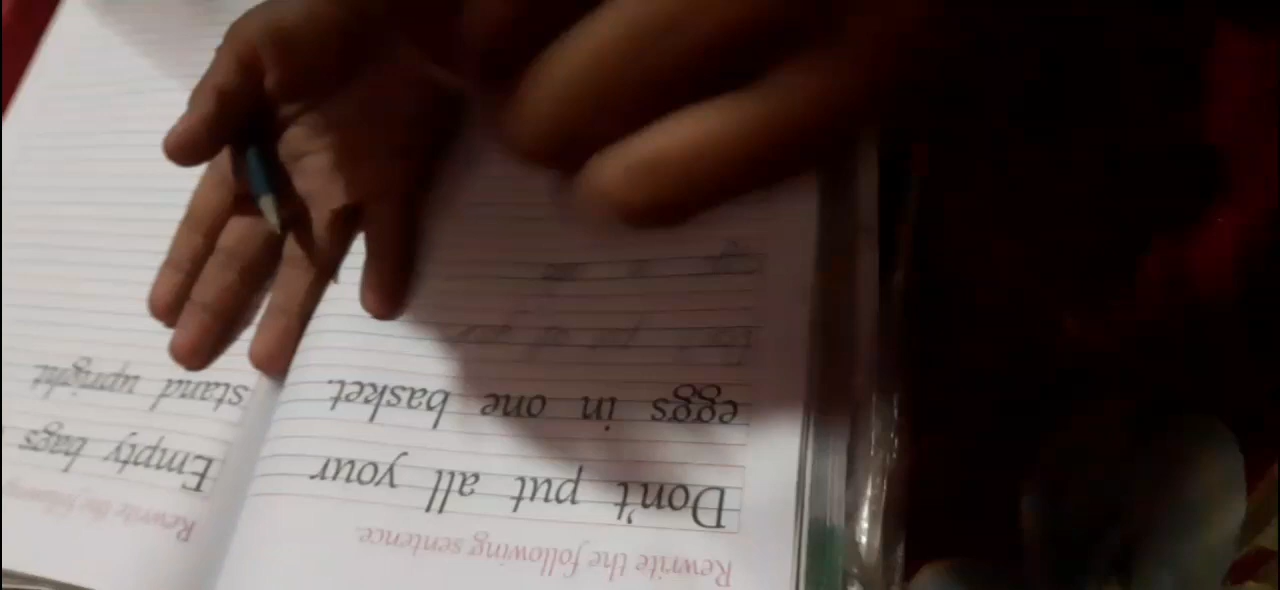 Rewrite the following sentence.
Don't put all your
eggs in one basket.
Rewrite the following
Empty bags
stand upright.